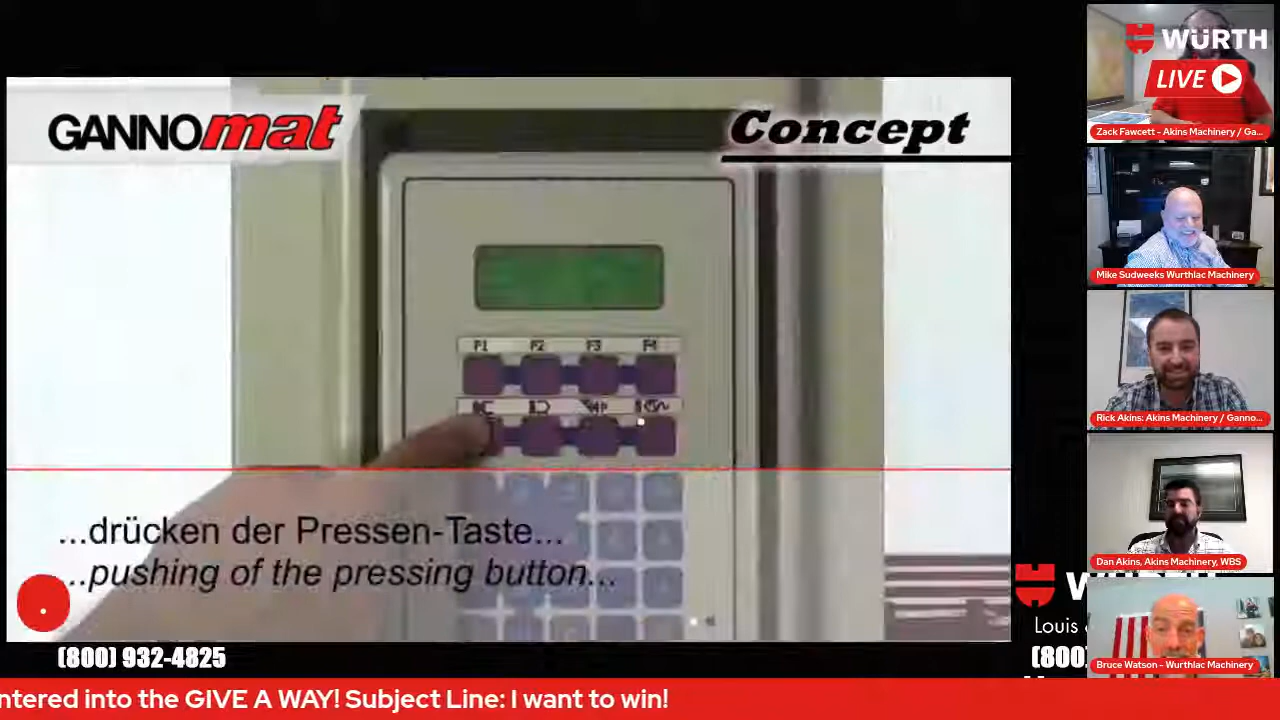 GANNOmat
Concept
F1 F2 F3 F4
...drücken der Pressen-Taste...
...pushing of the pressing button...
(800) 932-4825
WÜRTH
LIVE
Zack Fawcett - Akins Machinery / Ga...
Mike Sudweeks Wurthlac Machinery
Rick Akins: Akins Machinery / Ganno...
Dan Akins, Akins Machinery, WBS
Louis
(800)
Bruce Watson - Wurthlac Machinery
ntered into the GIVE A WAY! Subject Line: I want to win!